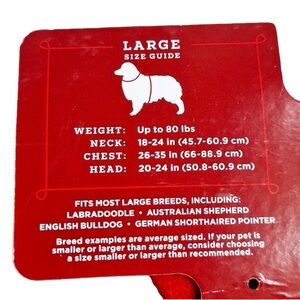 LARGE
SIZE GUIDE
WEIGHT: Up to 80 lbs
NECK: 18-24 in (45.7-60.9 cm)
CHEST: 26-35 in (66-88.9 cm)
HEAD: 20-24 in (50.8-60.9 cm)
FITS MOST LARGE BREEDS, INCLUDING:
LABRADOODLE • AUSTRALIAN SHEPHERD
ENGLISH BULLDOG • GERMAN SHORTHAIRED POINTER
Breed examples are average sized. If your pet is
smaller or larger than average, consider choosing
a size smaller or larger than recommended.